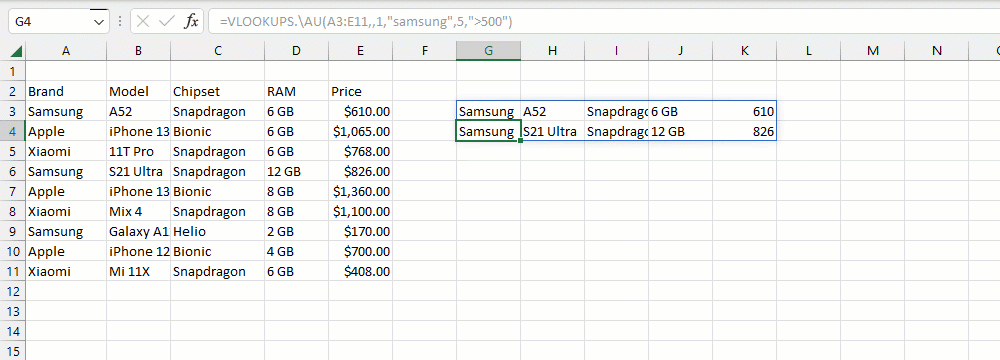 G4 fx =VLOOKUPS.\AU(A3:E11,,1,"samsung",5,">500")
A B C D E F G H I J K L M N
1
2 Brand Model Chipset RAM Price
3 Samsung A52 Snapdragon 6 GB $610.00 Samsung A52 Snapdrago 6 GB 610
4 Apple iPhone 13 Bionic 6 GB $1,065.00 Samsung S21 Ultra Snapdrago 12 GB 826
5 Xiaomi 11T Pro Snapdragon 6 GB $768.00
6 Samsung S21 Ultra Snapdragon 12 GB $826.00
7 Apple iPhone 13 Bionic 8 GB $1,360.00
8 Xiaomi Mix 4 Snapdragon 8 GB $1,100.00
9 Samsung Galaxy A1 Helio 2 GB $170.00
10 Apple iPhone 12 Bionic 4 GB $700.00
11 Xiaomi Mi 11X Snapdragon 6 GB $408.00
12
13
14
15